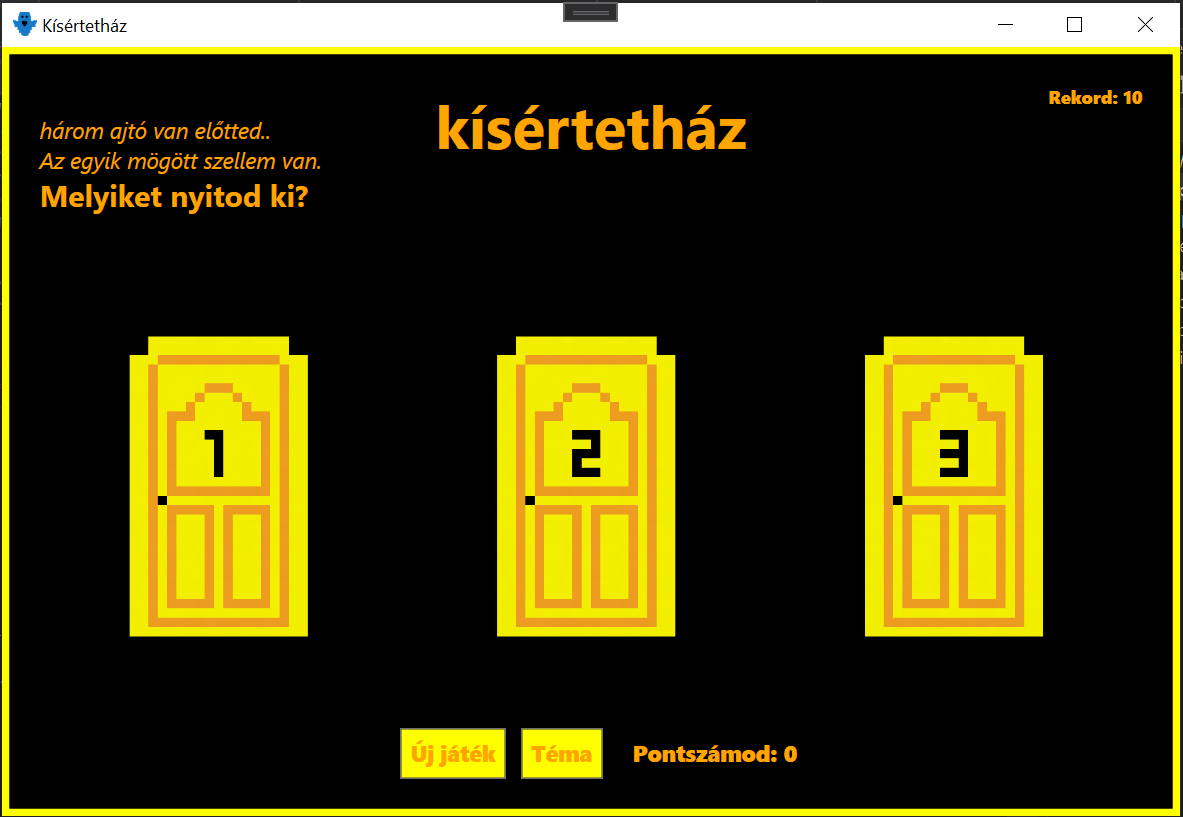 Kísértetház
Rekord: 10
kísértetház
három ajtó van előtted..
Az egyik mögött szellem van.
Melyiket nyitod ki?
1 2 3
Új játék Téma Pontszámod: 0